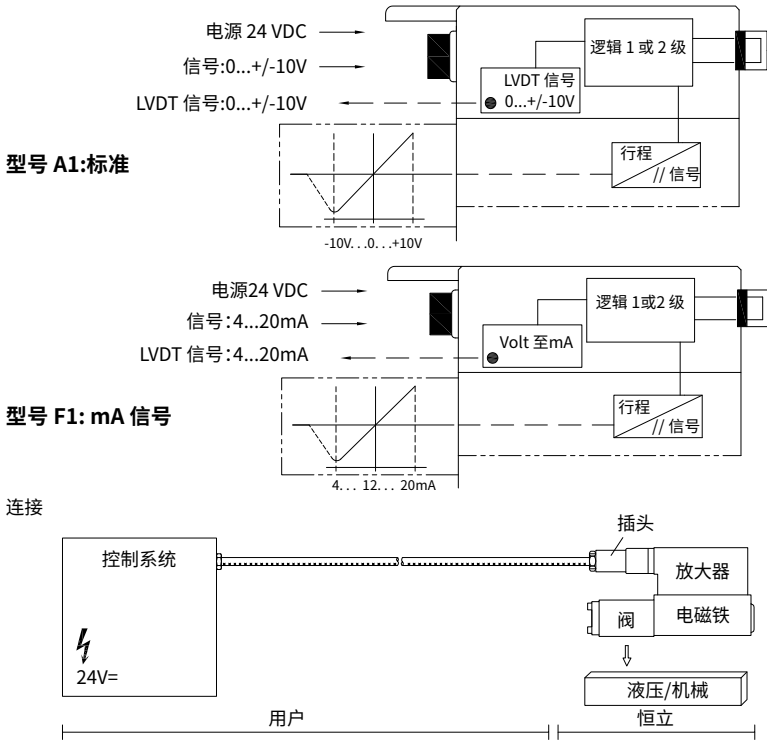 电源 24 VDC
信号:0...+/-10V
LVDT 信号:0...+/-10V
逻辑 1 或 2 级
LVDT 信号
0...+/-10V
型号 A1:标准
行程
// 信号
-10V. . .0. . .+10V
电源24 VDC
信号:4...20mA
LVDT 信号:4...20mA
逻辑 1或2 级
Volt 至mA
型号 F1: mA 信号
行程
// 信号
4. . . 12. . . 20mA
连接
控制系统
24V=
插头
放大器
阀
电磁铁
液压/机械
用户
恒立